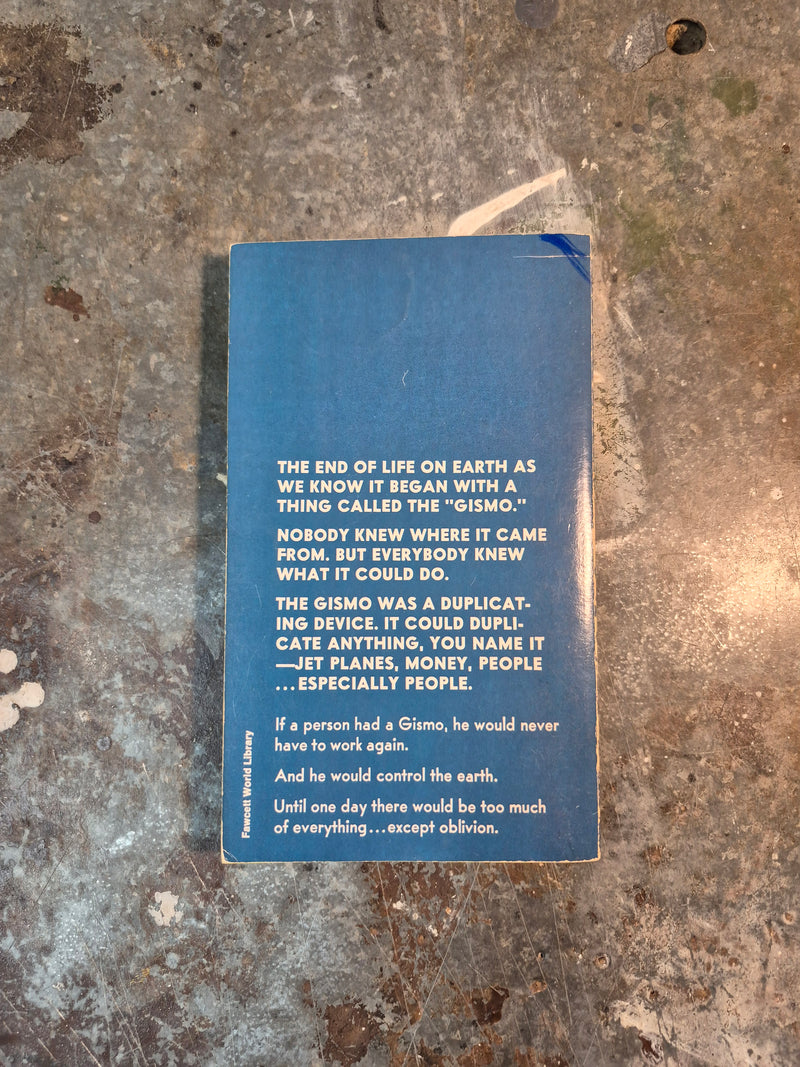 THE END OF LIFE ON EARTH AS
WE KNOW IT BEGAN WITH A
THING CALLED THE "GISMO."
NOBODY KNEW WHERE IT CAME
FROM. BUT EVERYBODY KNEW
WHAT IT COULD DO.
THE GISMO WAS A DUPLICAT-
ING DEVICE. IT COULD DUPLI-
CATE ANYTHING, YOU NAME IT
—JET PLANES, MONEY, PEOPLE
...ESPECIALLY PEOPLE.
If a person had a Gismo, he would never
have to work again.
And he would control the earth.
Until one day there would be too much
of everything...except oblivion.
Fawcett World Library